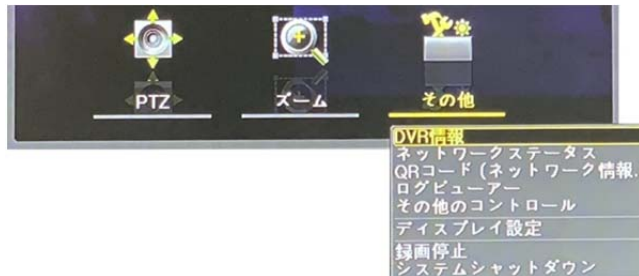 PTZ
ズーム
その他
DVR情報
ネットワークステータス
QRコード (ネットワーク情報.
ログビューアー
その他のコントロール
ディスプレイ設定
録画停止
システムシャットダウン